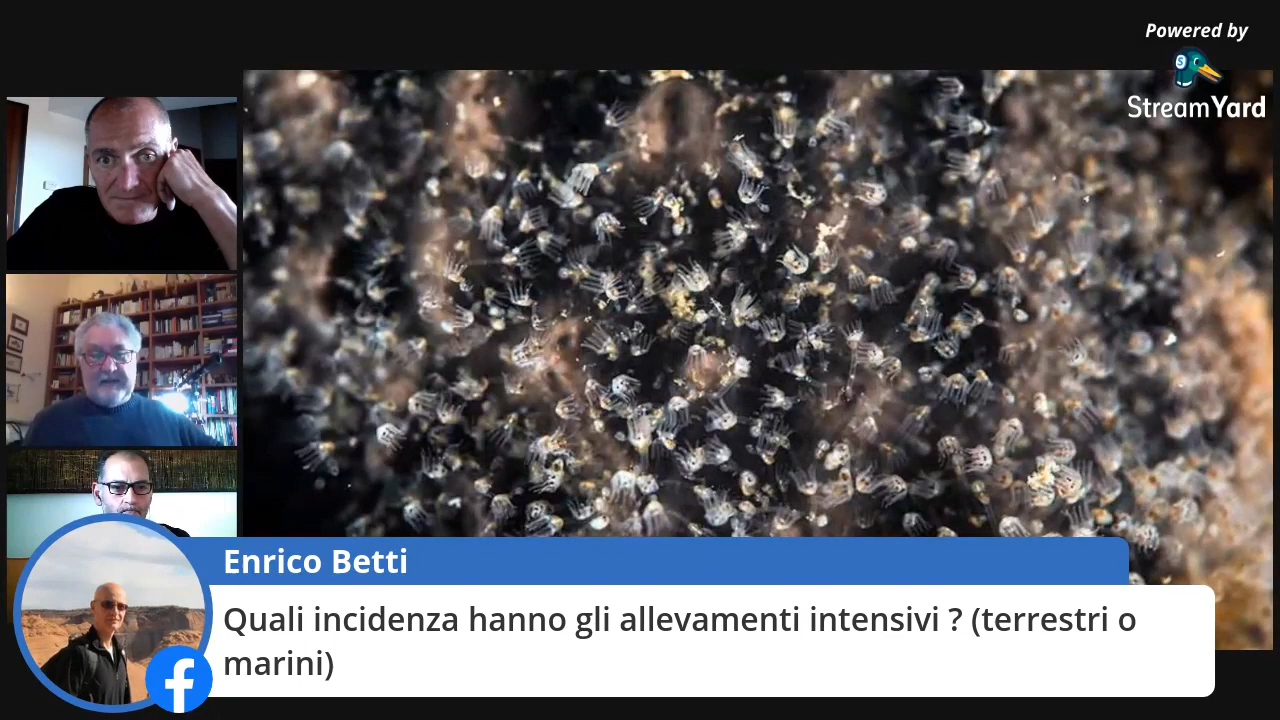 Powered by
StreamYard
Enrico Betti
Quali incidenza hanno gli allevamenti intensivi ? (terrestri o
marini)